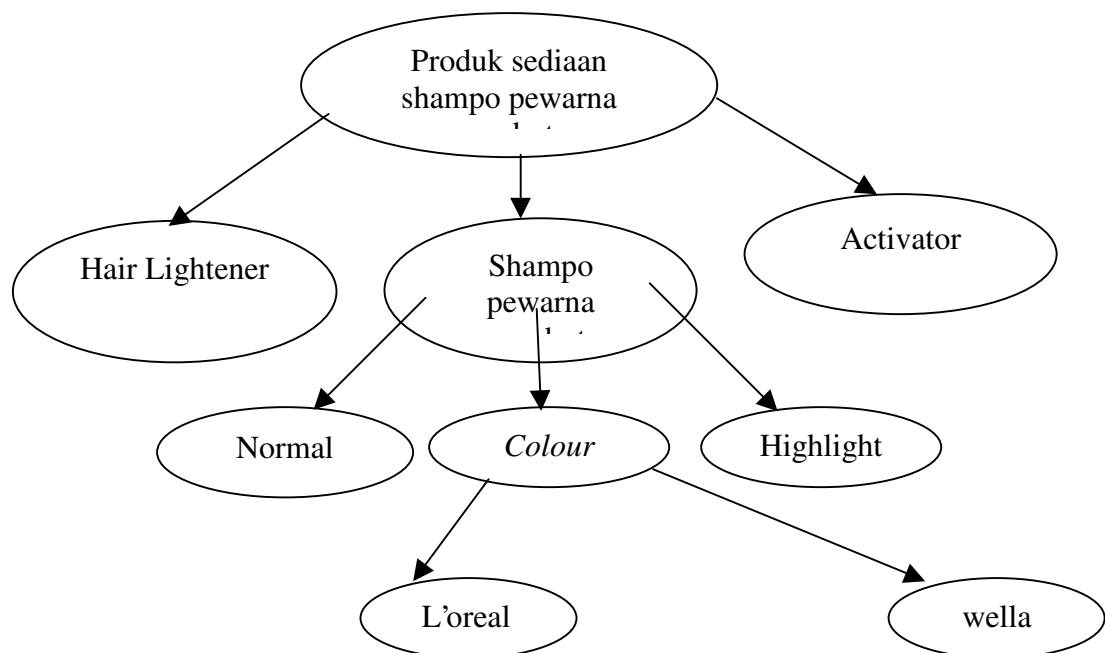 Produk sediaan
shampo pewarna
Hair Lightener
Activator
Shampo
pewarna
Normal
Colour
Highlight
L'oreal
wella